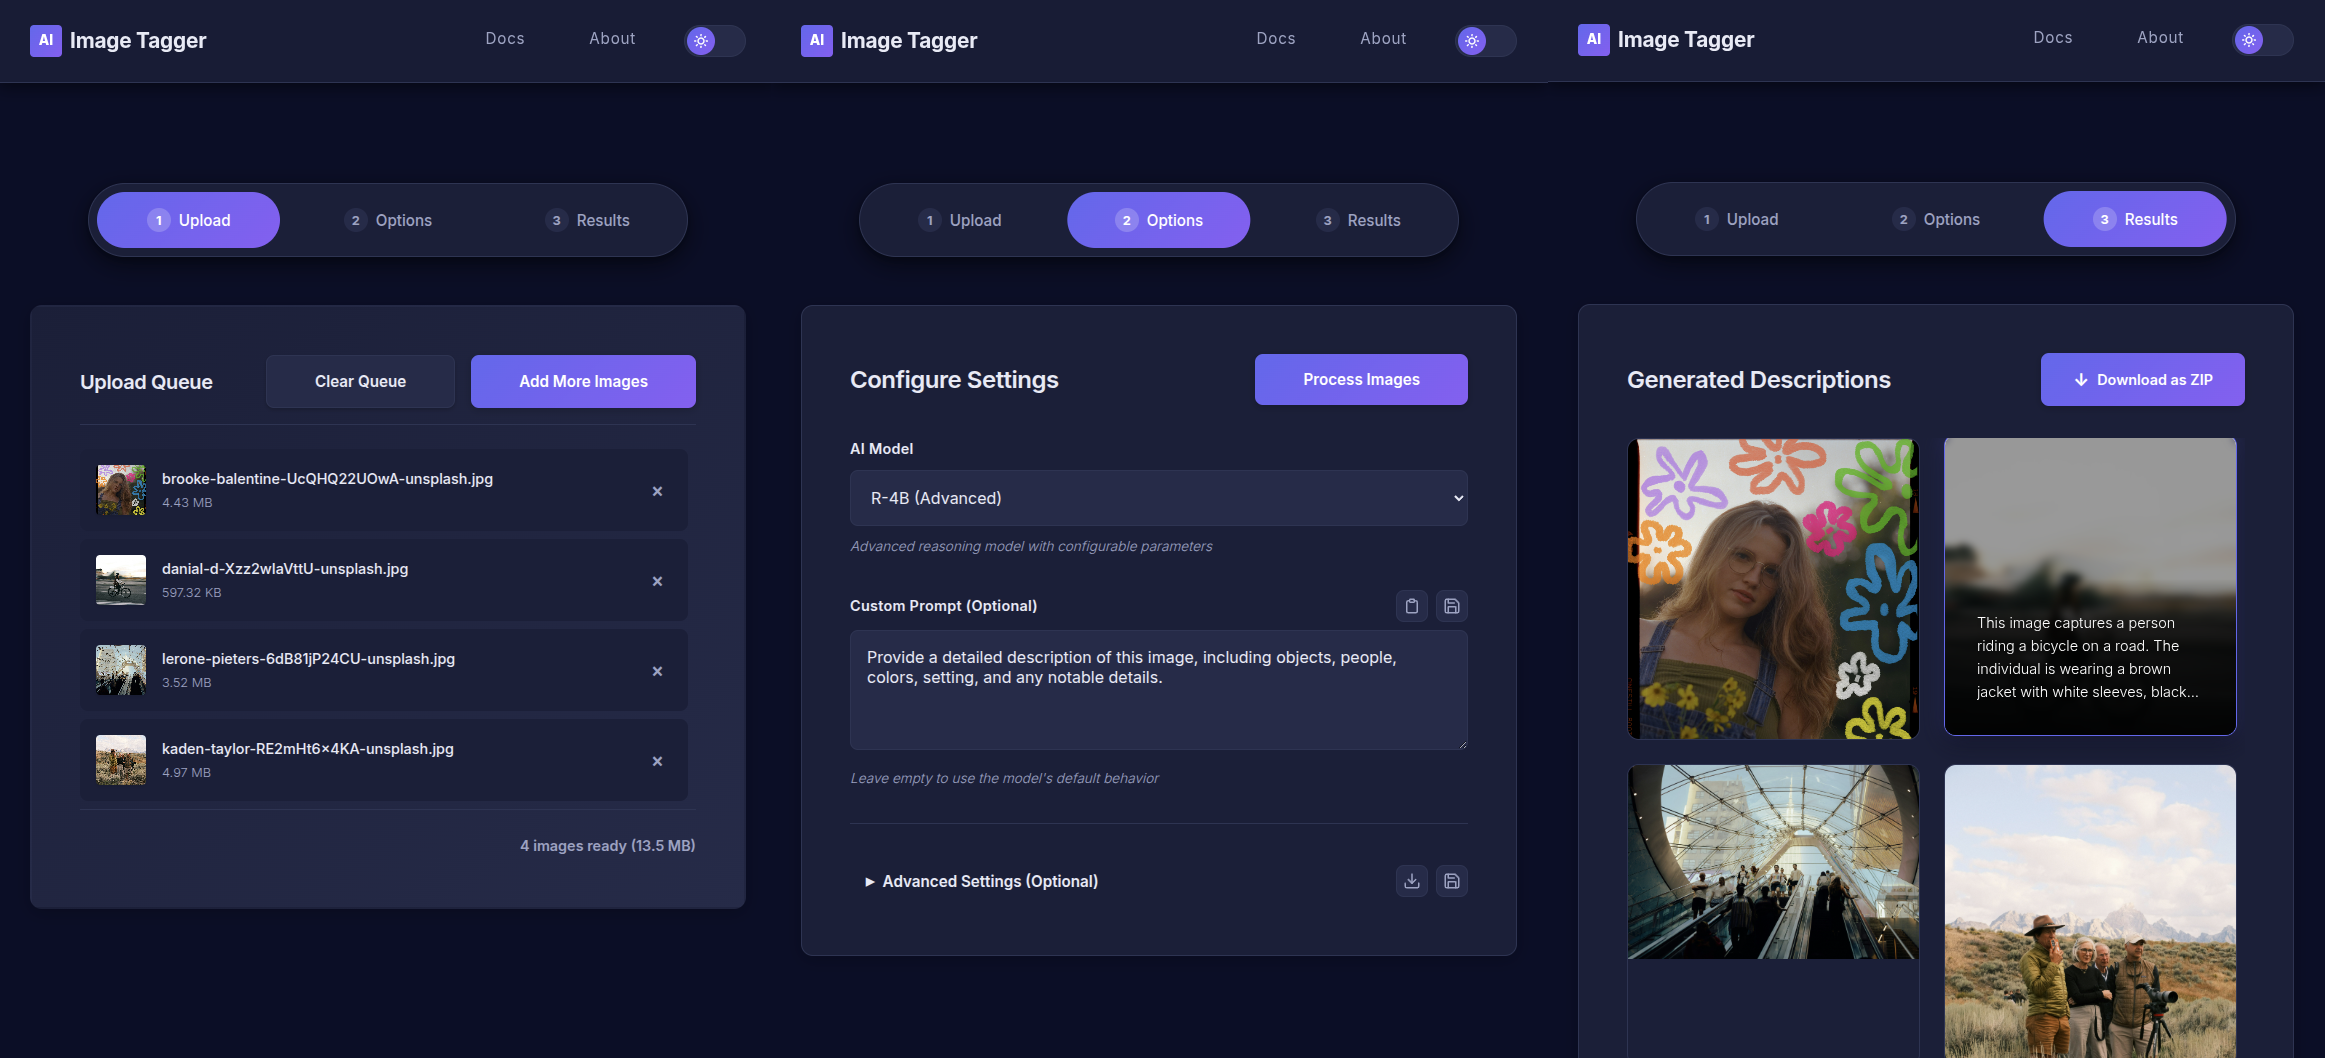 AI Image Tagger
Docs
About
1 Upload
2 Options
3 Results
Upload Queue
Clear Queue
Add More Images
brooke-balentine-UcQHQ22UOwA-unsplash.jpg
4.43 MB
×
danial-d-Xzz2wIaVttU-unsplash.jpg
597.32 KB
×
lerone-pieters-6dB81jP24CU-unsplash.jpg
3.52 MB
×
kaden-taylor-RE2mHt6x4KA-unsplash.jpg
4.97 MB
×
4 images ready (13.5 MB)
AI Image Tagger
Docs
About
1 Upload
2 Options
3 Results
Configure Settings
Process Images
AI Model
R-4B (Advanced)
Advanced reasoning model with configurable parameters
Custom Prompt (Optional)
Provide a detailed description of this image, including objects, people,
colors, setting, and any notable details.
Leave empty to use the model's default behavior
Advanced Settings (Optional)
AI Image Tagger
Docs
About
1 Upload
2 Options
3 Results
Generated Descriptions
Download as ZIP
This image captures a person
riding a bicycle on a road. The
individual is wearing a brown
jacket with white sleeves, black...